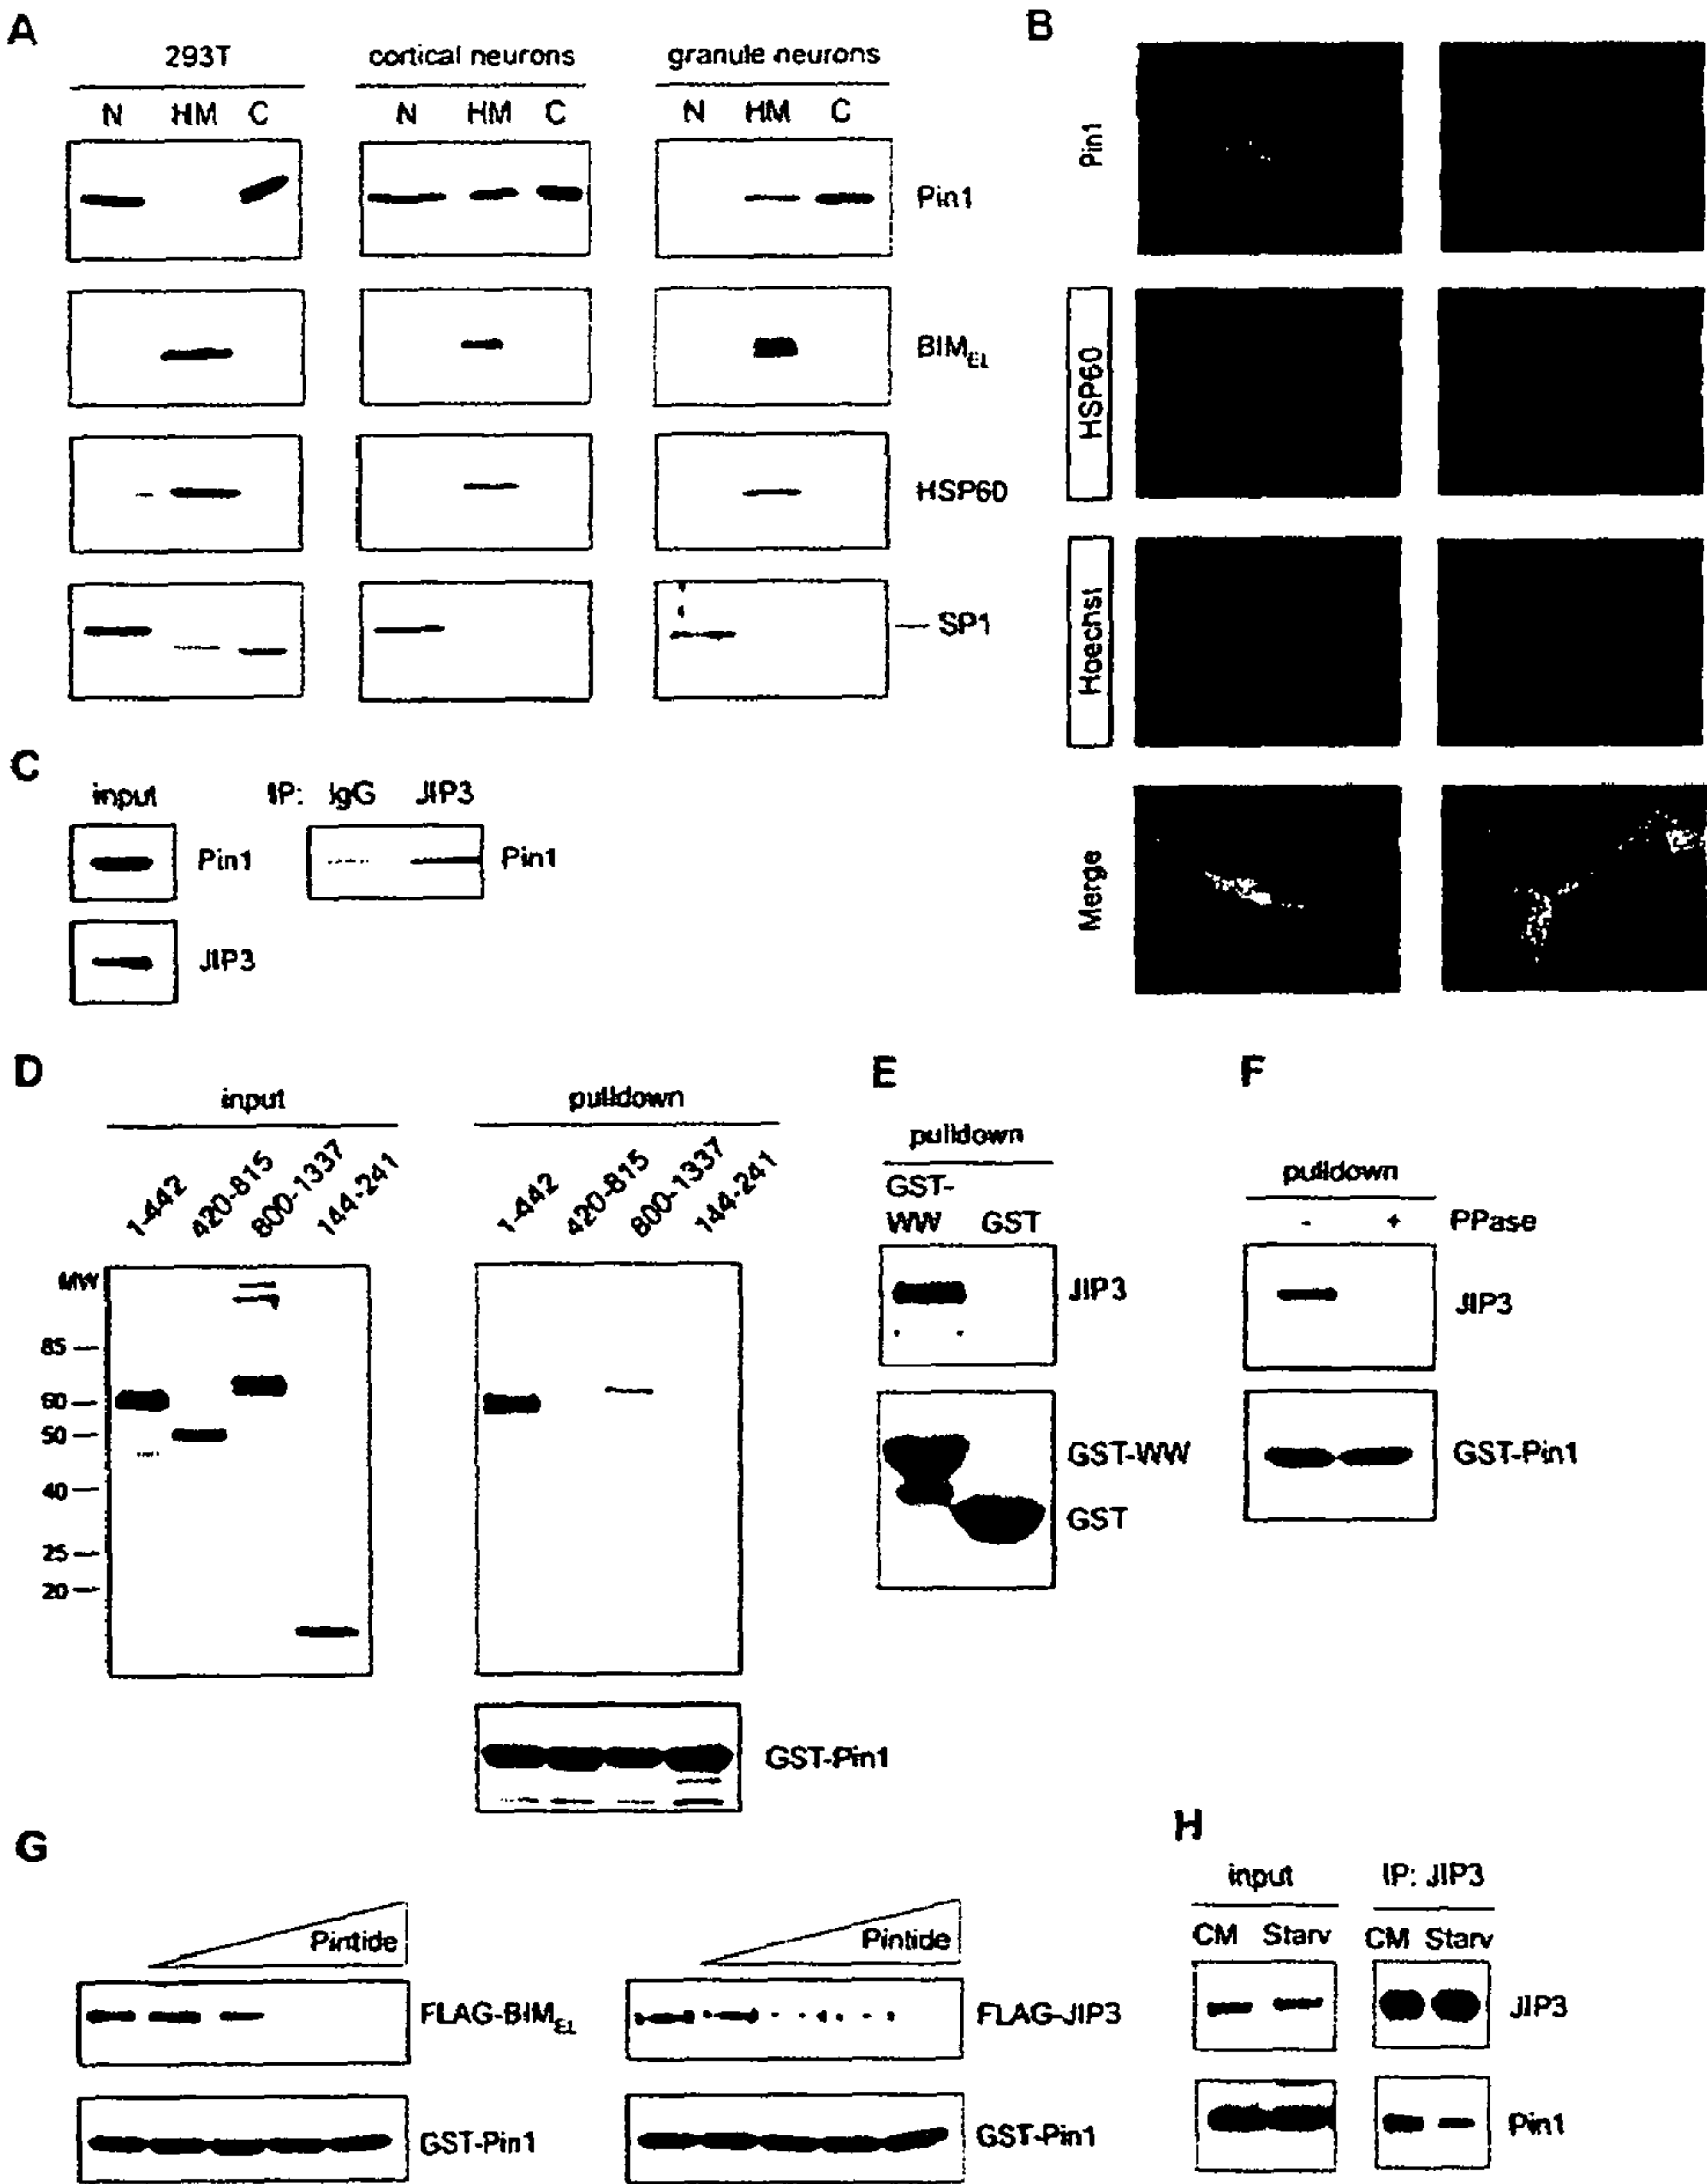 A
293T cortical neurons granule neurons
N HM C N HM C N HM C
Pin1
BIM_EL
HSP60
SP1
B
Pin1
HSP60
Hoechst
Merge
C
input IP: IgG JIP3
Pin1 Pin1
JIP3
D
input pulldown
1-442 420-815 800-1337 144-241 1-442 420-815 800-1337 144-241
MW
85
60
50
40
25
20
GST-Pin1
E
pulldown
GST-
WW GST
JIP3
GST-WW
GST
F
pulldown
- + PPase
JIP3
GST-Pin1
G
Pintide Pintide
FLAG-BIM_EL FLAG-JIP3
GST-Pin1 GST-Pin1
H
input IP: JIP3
CM Starv CM Starv
JIP3
Pin1